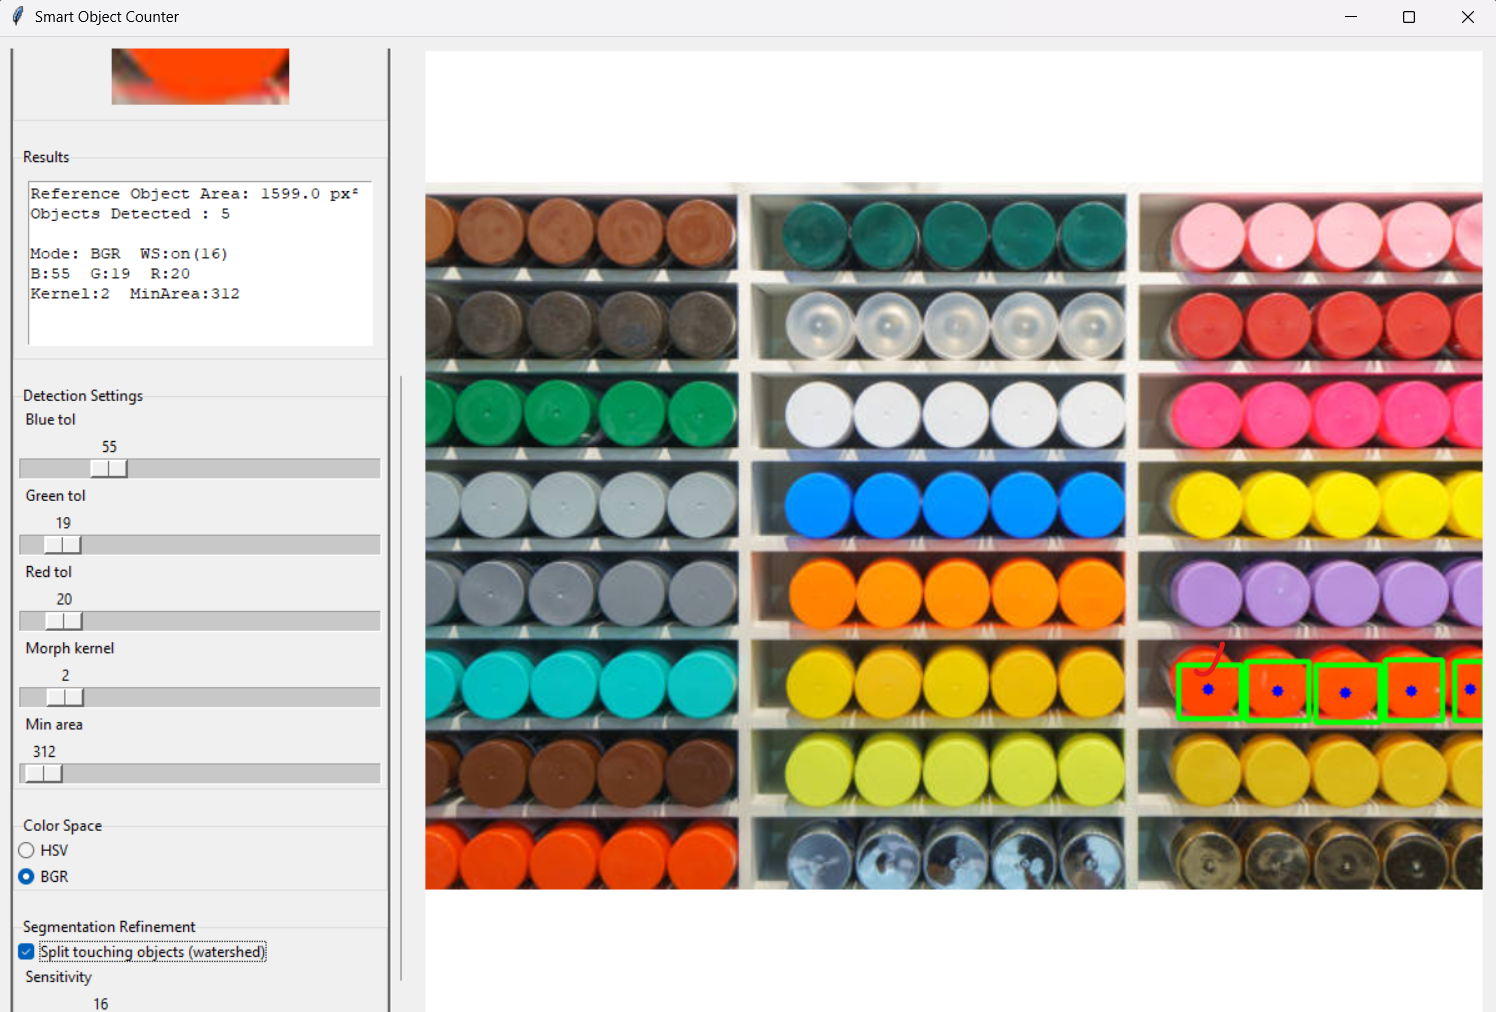 Smart Object Counter
Results
Reference Object Area: 1599.0 px²
Objects Detected : 5
Mode: BGR  WS:on(16)
B:55  G:19  R:20
Kernel:2  MinArea:312
Detection Settings
Blue tol
55
Green tol
19
Red tol
20
Morph kernel
2
Min area
312
Color Space
HSV
BGR
Segmentation Refinement
Split touching objects (watershed)
Sensitivity
16